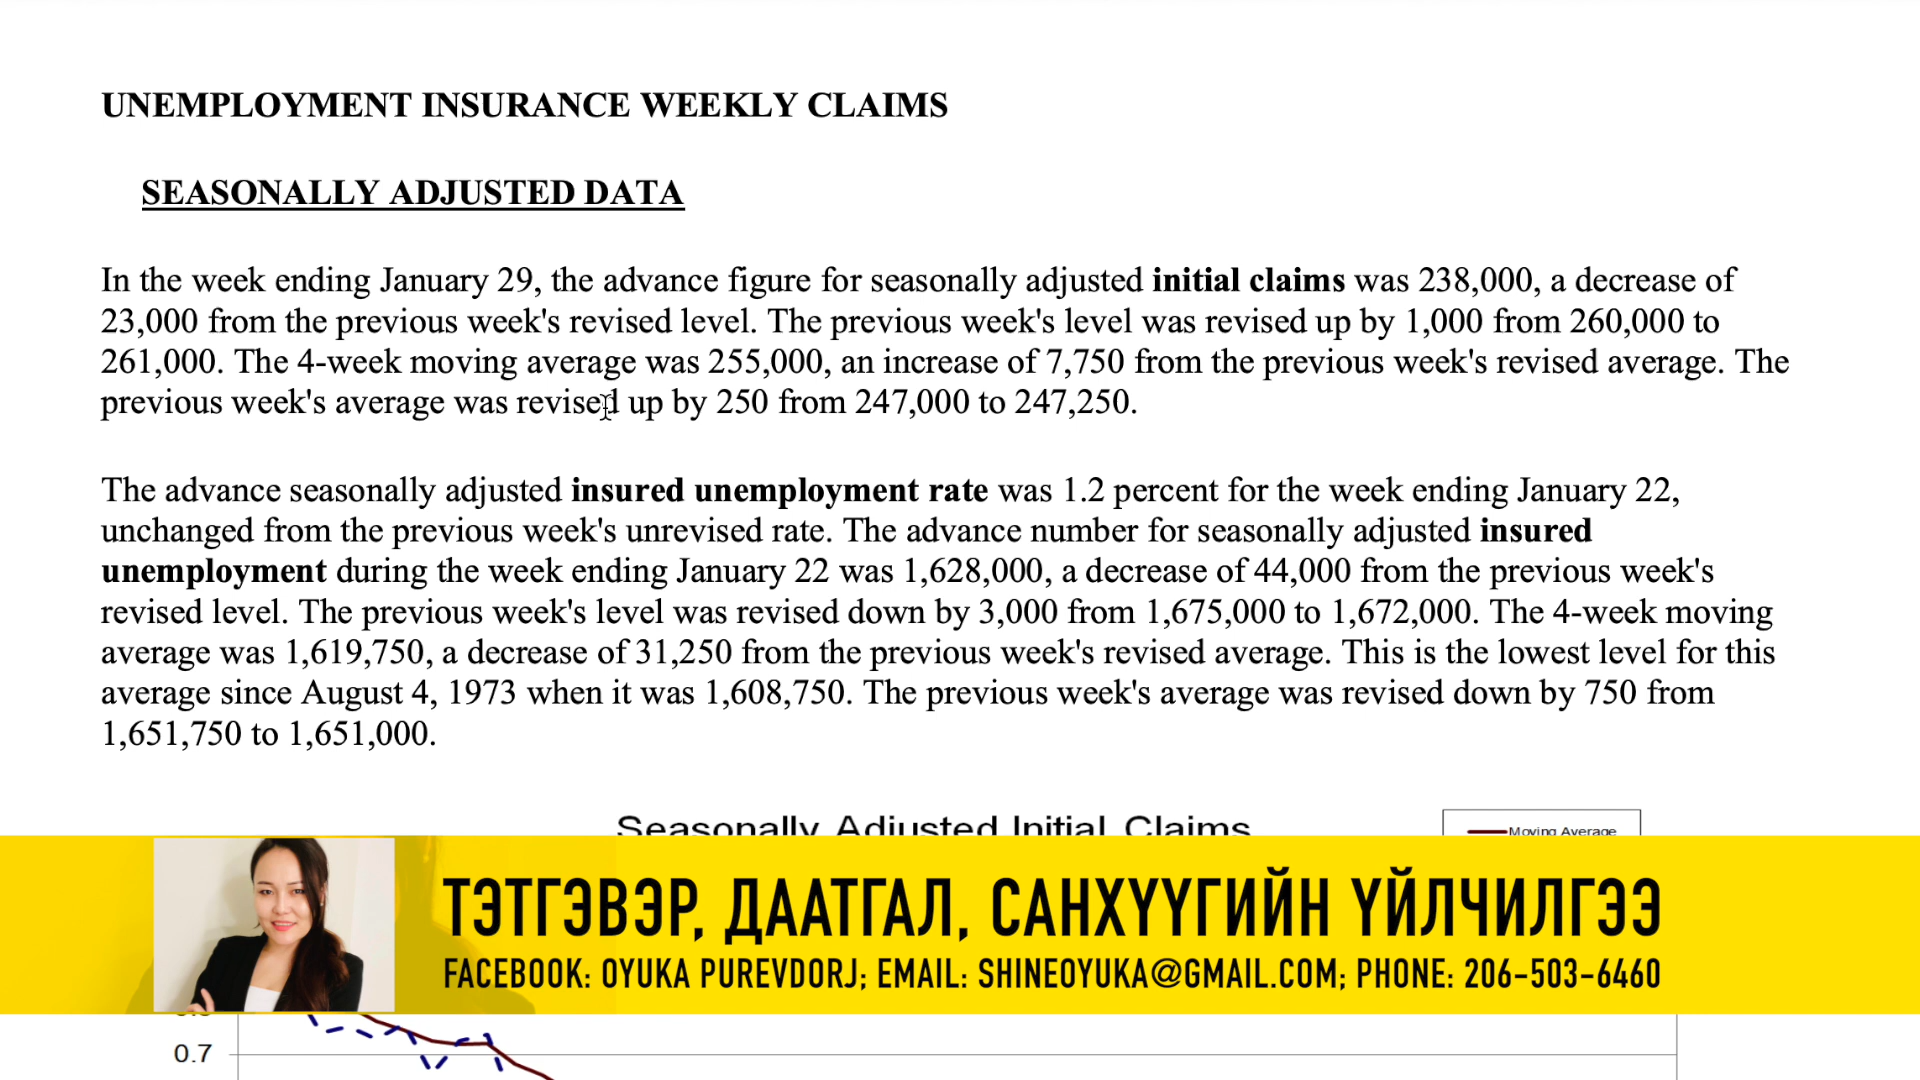 UNEMPLOYMENT INSURANCE WEEKLY CLAIMS
SEASONALLY ADJUSTED DATA
In the week ending January 29, the advance figure for seasonally adjusted initial claims was 238,000, a decrease of
23,000 from the previous week's revised level. The previous week's level was revised up by 1,000 from 260,000 to
261,000. The 4-week moving average was 255,000, an increase of 7,750 from the previous week's revised average. The
previous week's average was revised up by 250 from 247,000 to 247,250.
The advance seasonally adjusted insured unemployment rate was 1.2 percent for the week ending January 22,
unchanged from the previous week's unrevised rate. The advance number for seasonally adjusted insured
unemployment during the week ending January 22 was 1,628,000, a decrease of 44,000 from the previous week's
revised level. The previous week's level was revised down by 3,000 from 1,675,000 to 1,672,000. The 4-week moving
average was 1,619,750, a decrease of 31,250 from the previous week's revised average. This is the lowest level for this
average since August 4, 1973 when it was 1,608,750. The previous week's average was revised down by 750 from
1,651,750 to 1,651,000.
Seasonally Adjusted Initial Claims
Moving Average
ТЭТГЭВЭР, ДААТГАЛ, САНХҮҮГИЙН ҮЙЛЧИЛГЭЭ
FACEBOOK: OYUKA PUREVDORJ; EMAIL: SHINEOYUKA@GMAIL.COM; PHONE: 206-503-6460
0.7